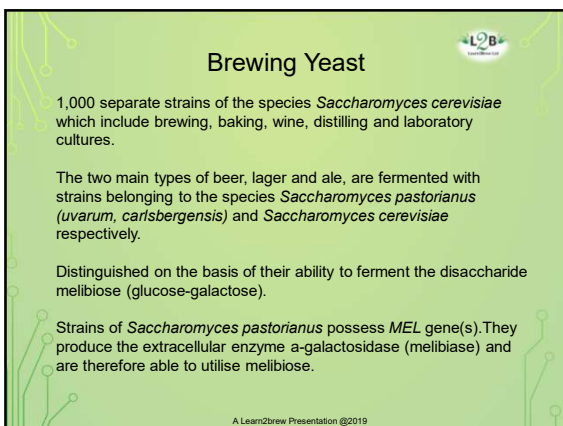 L2B
Learn2Brew Ltd
Brewing Yeast
1,000 separate strains of the species Saccharomyces cerevisiae
which include brewing, baking, wine, distilling and laboratory
cultures.
The two main types of beer, lager and ale, are fermented with
strains belonging to the species Saccharomyces pastorianus
(uvarum, carlsbergensis) and Saccharomyces cerevisiae
respectively.
Distinguished on the basis of their ability to ferment the disaccharide
melibiose (glucose-galactose).
Strains of Saccharomyces pastorianus possess MEL gene(s).They
produce the extracellular enzyme a-galactosidase (melibiase) and
are therefore able to utilise melibiose.
A Learn2brew Presentation @2019